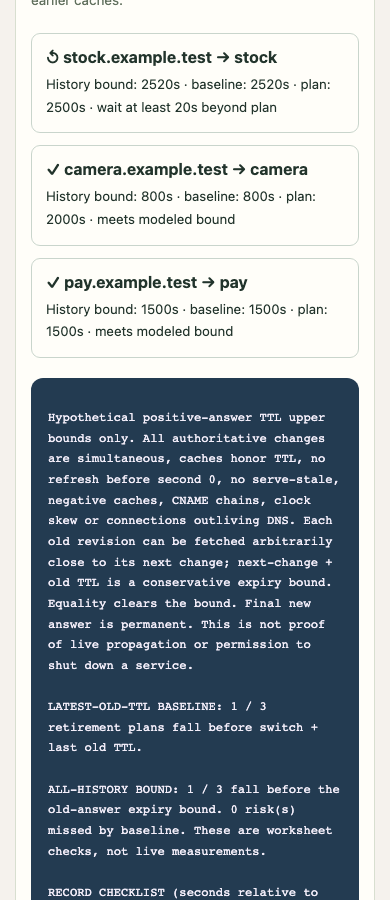 earlier caches.
↺ stock.example.test → stock
History bound: 2520s · baseline: 2520s · plan:
2500s · wait at least 20s beyond plan
✓ camera.example.test → camera
History bound: 800s · baseline: 800s · plan:
2000s · meets modeled bound
✓ pay.example.test → pay
History bound: 1500s · baseline: 1500s · plan:
1500s · meets modeled bound
Hypothetical positive-answer TTL upper
bounds only. All authoritative changes
are simultaneous, caches honor TTL, no
refresh before second 0, no serve-stale,
negative caches, CNAME chains, clock
skew or connections outliving DNS. Each
old revision can be fetched arbitrarily
close to its next change; next-change +
old TTL is a conservative expiry bound.
Equality clears the bound. Final new
answer is permanent. This is not proof
of live propagation or permission to
shut down a service.
LATEST-OLD-TTL BASELINE: 1 / 3
retirement plans fall before switch +
last old TTL.
ALL-HISTORY BOUND: 1 / 3 fall before the
old-answer expiry bound. 0 risk(s)
missed by baseline. These are worksheet
checks, not live measurements.
RECORD CHECKLIST (seconds relative to